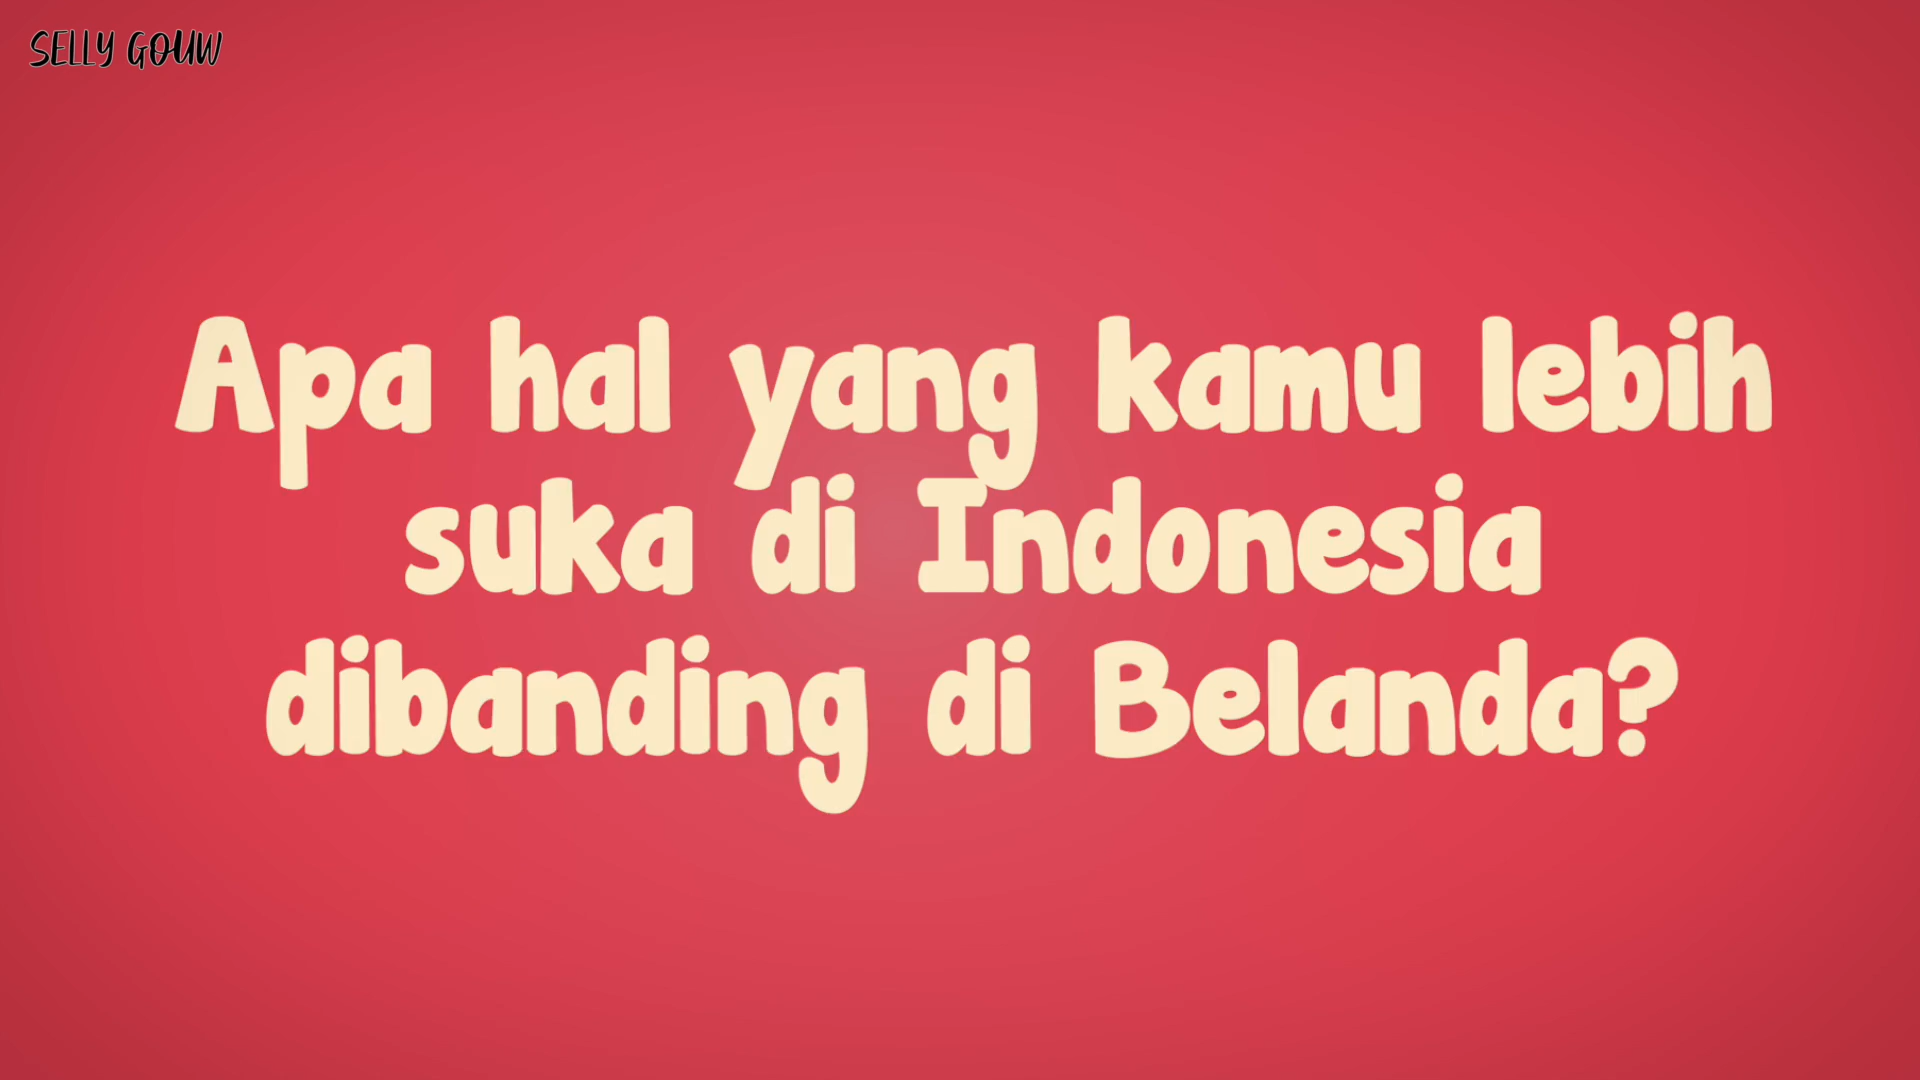 SELLY GOUW
Apa hal yang kamu lebih
suka di Indonesia
dibanding di Belanda?